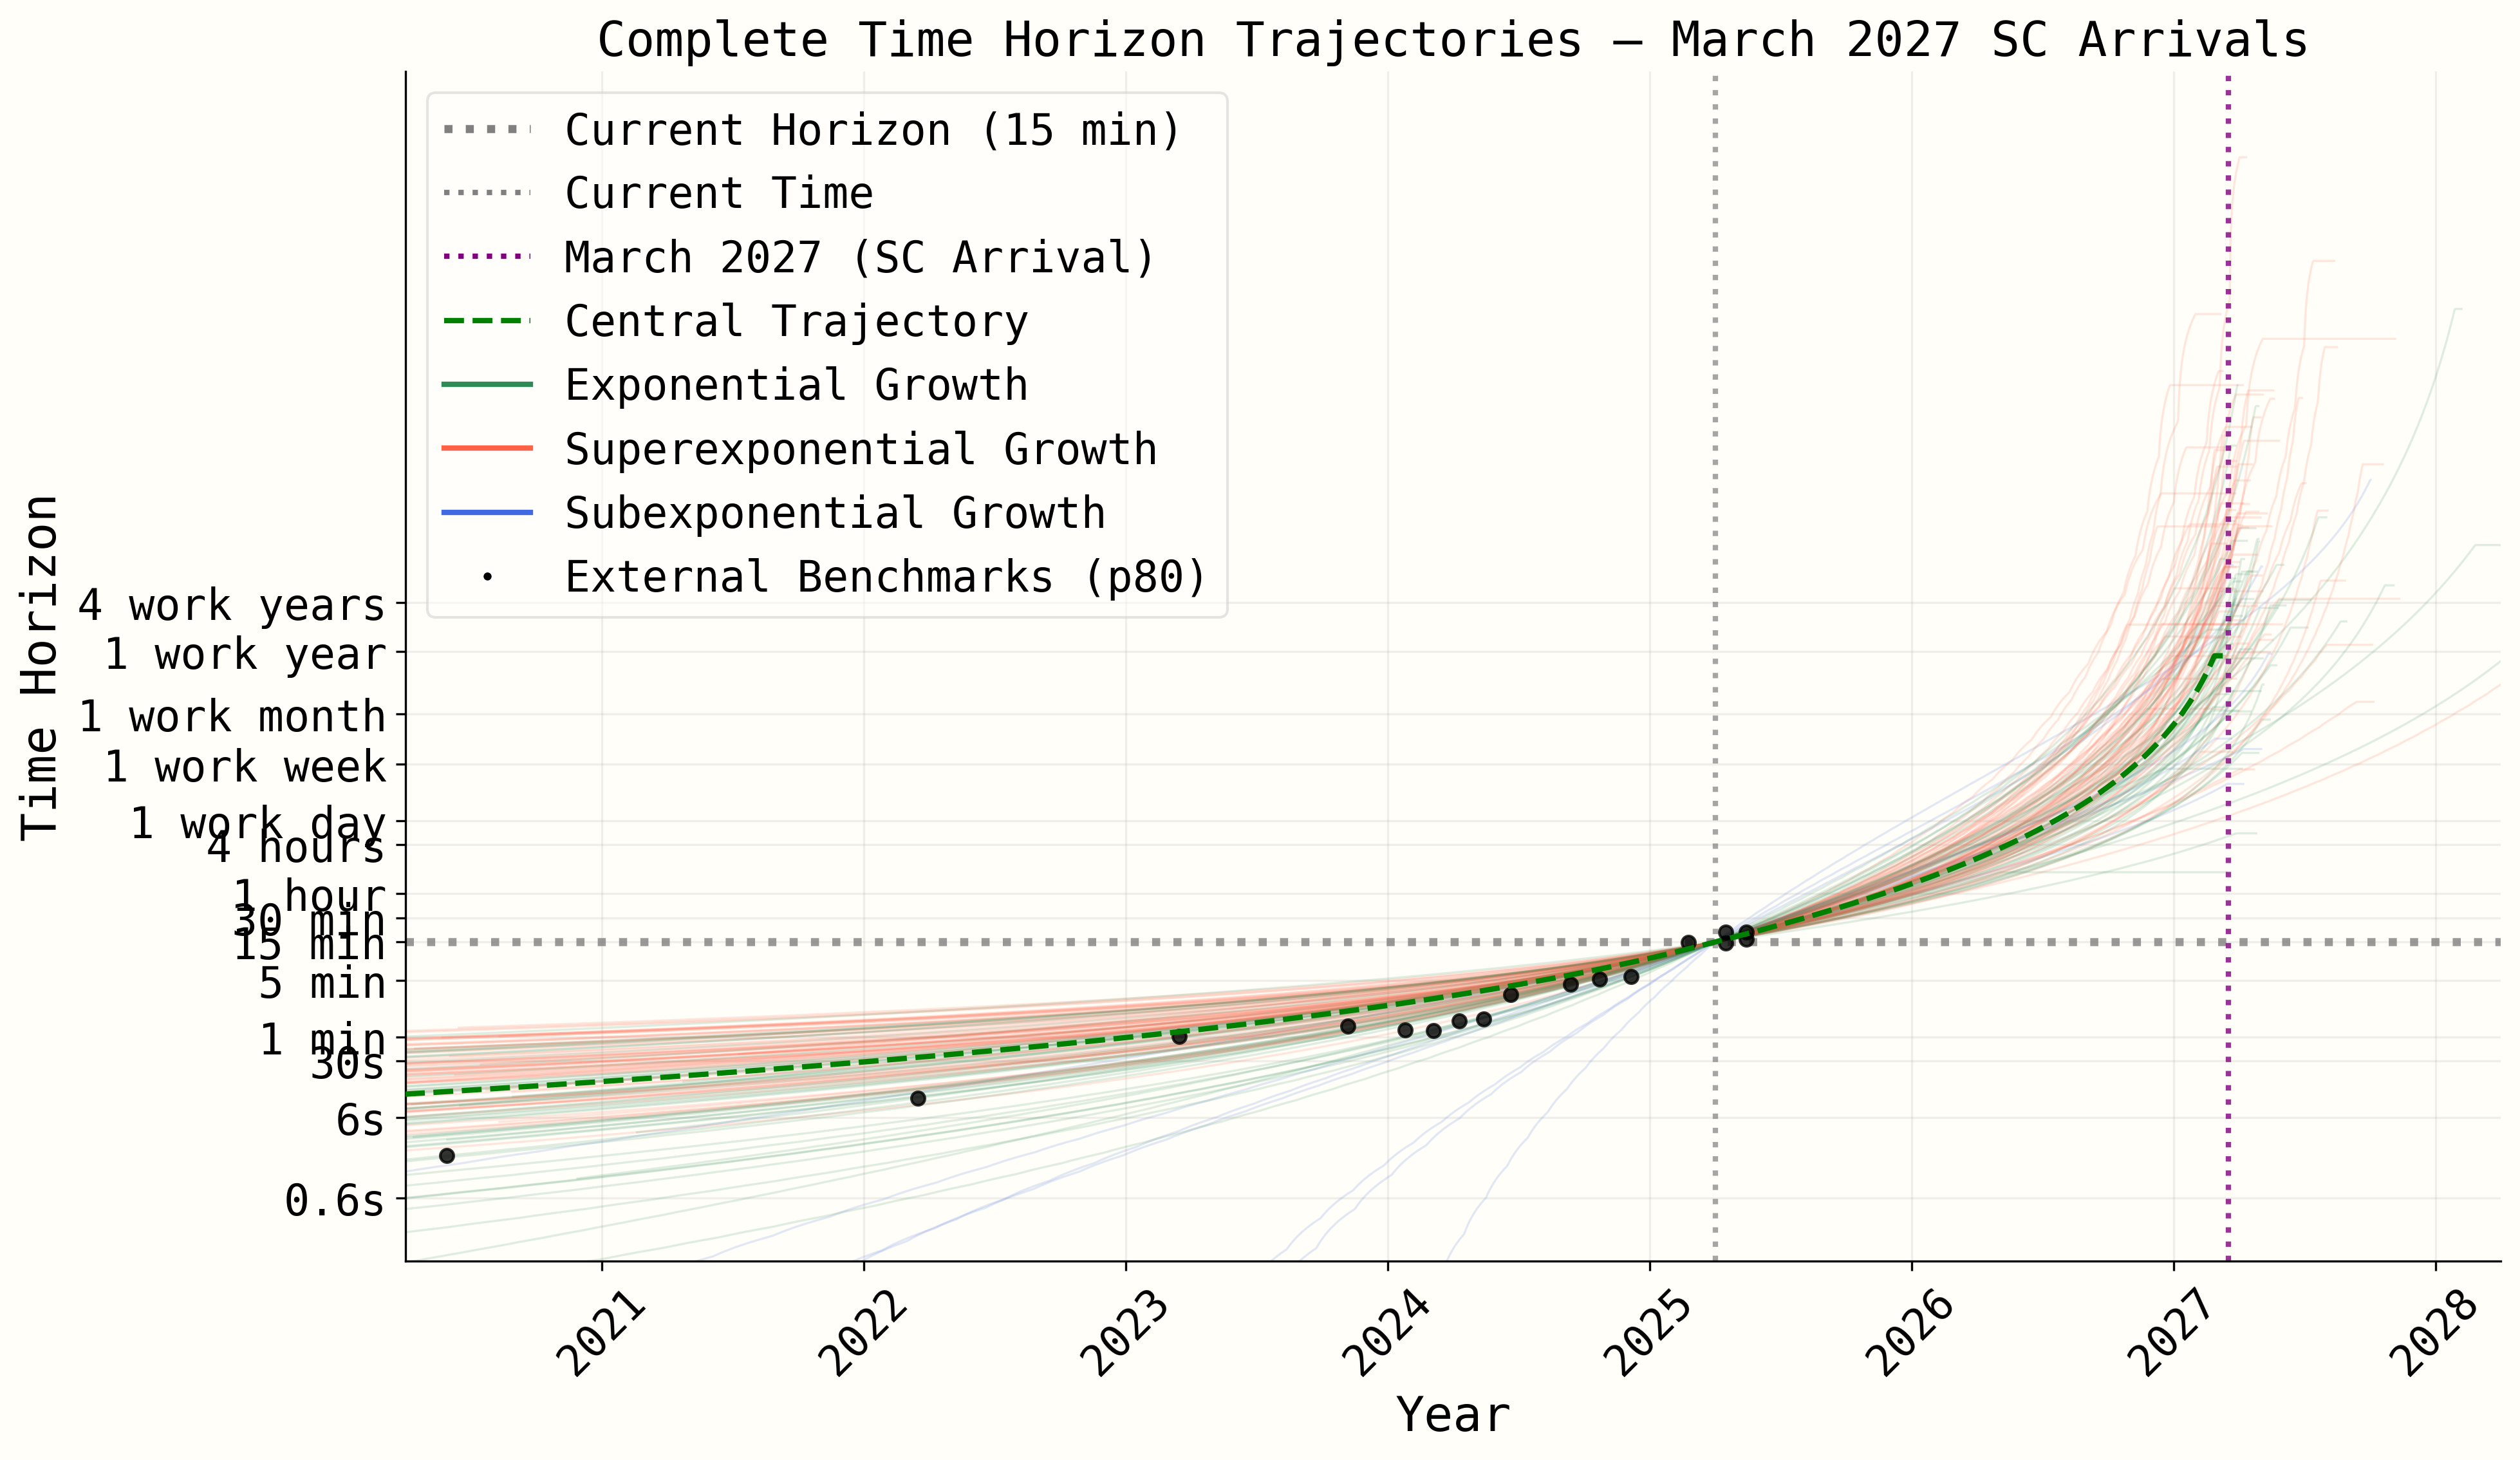 Complete Time Horizon Trajectories — March 2027 SC Arrivals
Current Horizon (15 min)
Current Time
March 2027 (SC Arrival)
Central Trajectory
Exponential Growth
Superexponential Growth
Subexponential Growth
External Benchmarks (p80)
Time Horizon
4 work years
1 work year
1 work month
1 work week
1 work day
4 hours
1 hour
30 min
15 min
5 min
1 min
30s
6s
0.6s
2021 2022 2023 2024 2025 2026 2027 2028
Year